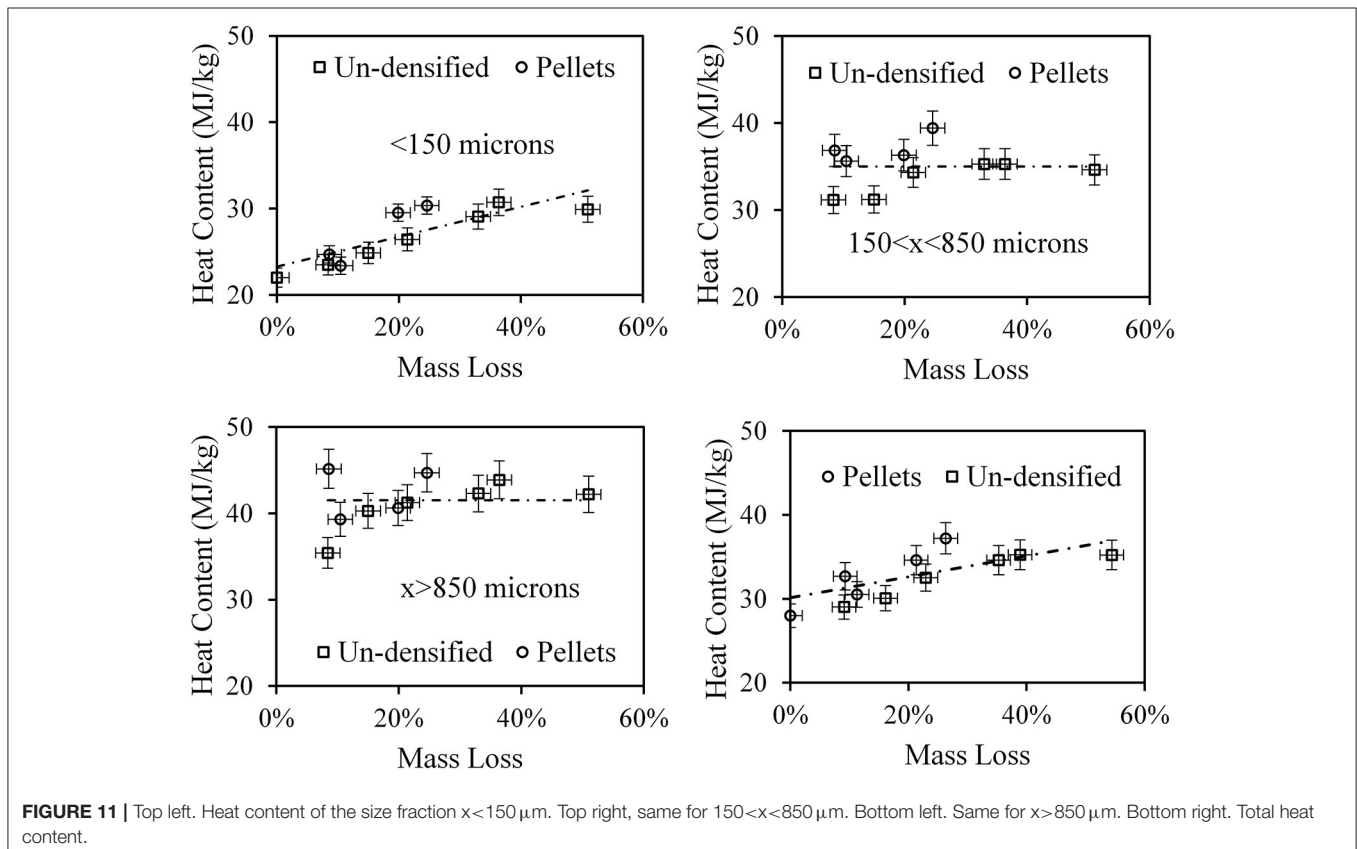 50
40
30
20
Heat Content (MJ/kg)
Un-densified Pellets
<150 microns
0% 20% 40% 60%
Mass Loss
50
40
30
20
Heat Content (MJ/kg)
Un-densified Pellets
150<x<850 microns
0% 20% 40% 60%
Mass Loss
50
40
30
20
Heat Content (MJ/kg)
x>850 microns
Un-densified Pellets
0% 20% 40% 60%
Mass Loss
50
40
30
20
Heat Content (MJ/kg)
Pellets Un-densified
0% 20% 40% 60%
Mass Loss
FIGURE 11 | Top left. Heat content of the size fraction x<150 μm. Top right, same for 150<x<850 μm. Bottom left. Same for x>850 μm. Bottom right. Total heat
content.